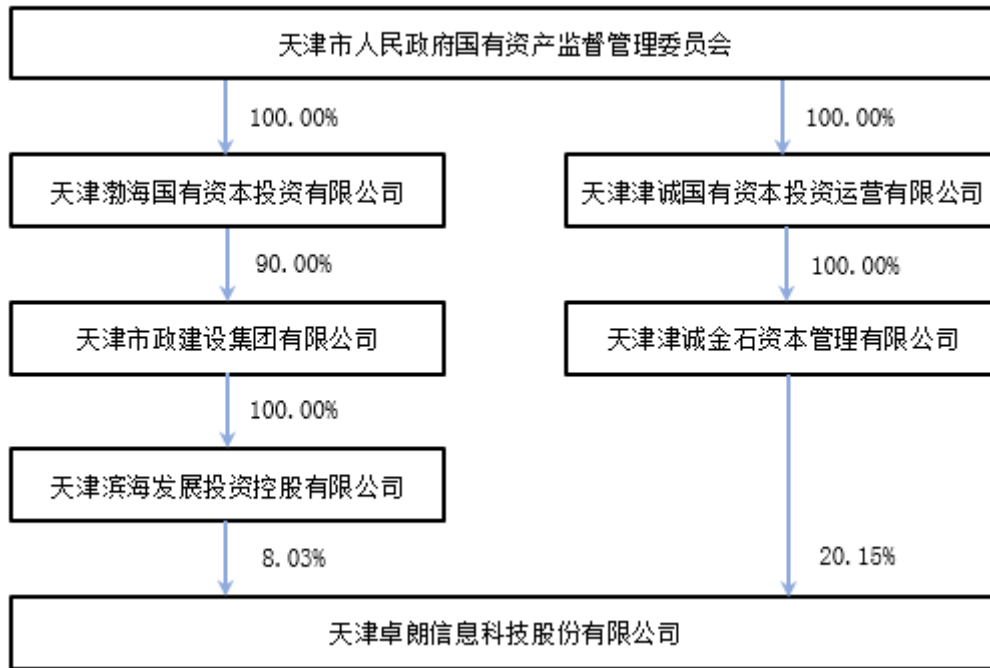 天津市人民政府国有资产监督管理委员会
100.00%
100.00%
天津渤海国有资本投资有限公司
天津津诚国有资本投资运营有限公司
90.00%
100.00%
天津市政建设集团有限公司
天津津诚金石资本管理有限公司
100.00%
天津滨海发展投资控股有限公司
8.03%
20.15%
天津卓朗信息科技股份有限公司